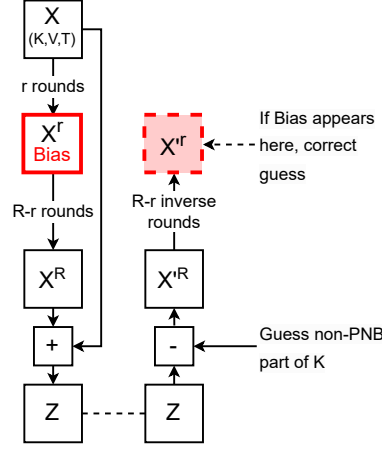 X
(K,V,T)
r rounds
X^r
Bias
R-r rounds
X^R
+
Z
X'^r
If Bias appears
here, correct
guess
R-r inverse
rounds
X'^R
-
Guess non-PNB
part of K
Z